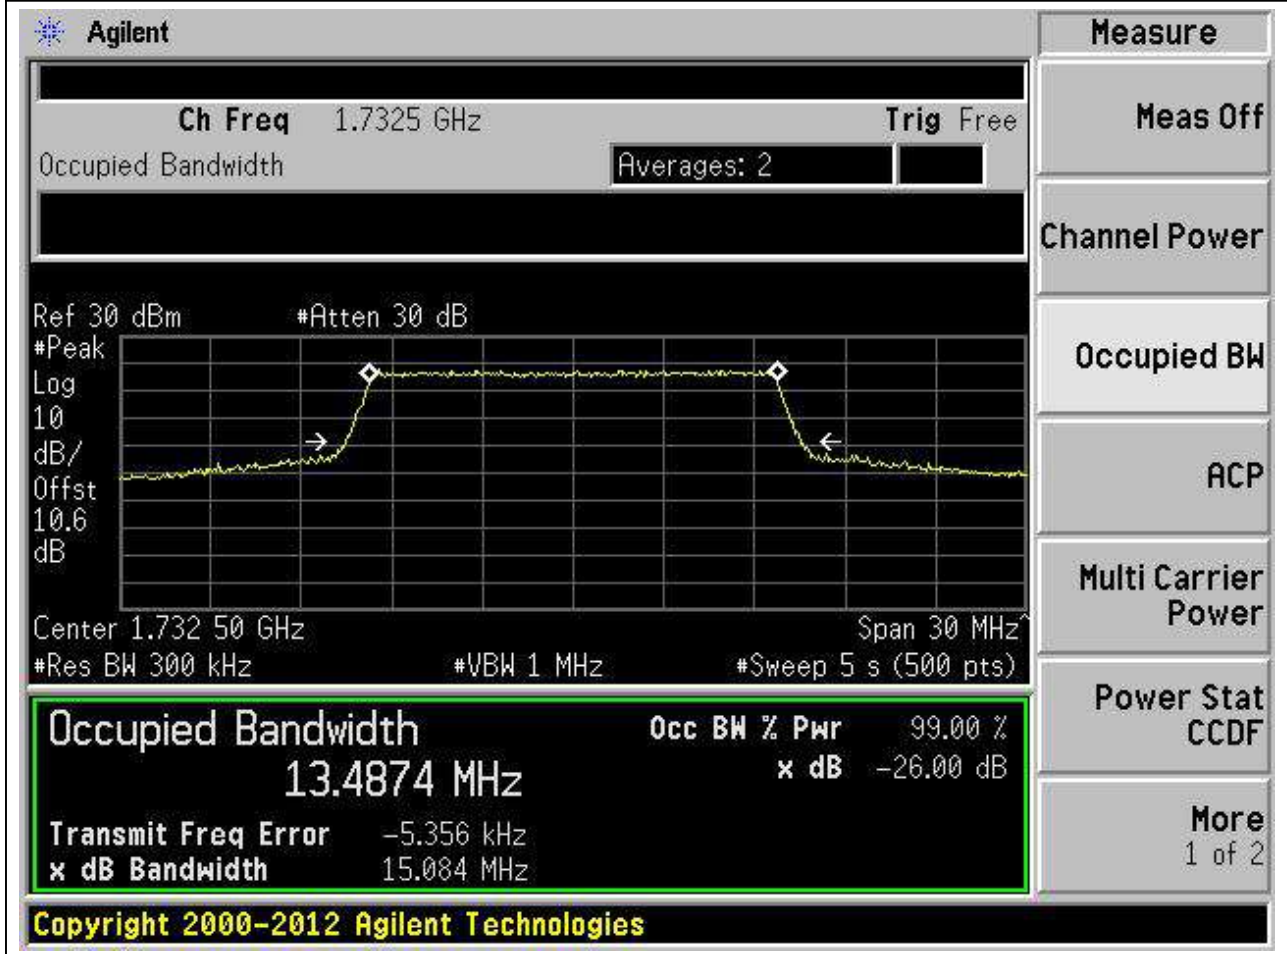 Agilent
Measure
Ch Freq 1.7325 GHz Trig Free
Occupied Bandwidth Averages: 2
Meas Off
Channel Power
Occupied BW
ACP
Multi Carrier
Power
Power Stat
CCDF
More
1 of 2
Ref 30 dBm #Atten 30 dB
#Peak
Log
10
dB/
Offst
10.6
dB
Center 1.732 50 GHz Span 30 MHz^
#Res BW 300 kHz #VBW 1 MHz #Sweep 5 s (500 pts)
Occupied Bandwidth
13.4874 MHz
Occ BW % Pwr 99.00 %
x dB -26.00 dB
Transmit Freq Error -5.356 kHz
x dB Bandwidth 15.084 MHz
Copyright 2000-2012 Agilent Technologies